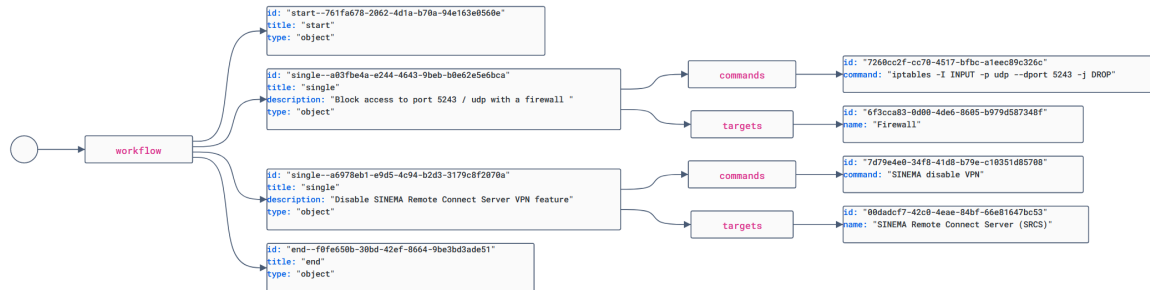 id: "start--761fa678-2062-4d1a-b70a-94e163e0560e"
title: "start"
type: "object"
id: "single--a03fbe4a-e244-4643-9beb-b0e62e5e6bca"
title: "single"
description: "Block access to port 5243 / udp with a firewall "
type: "object"
commands
id: "7260cc2f-cc70-4517-bfbc-a1eec89c326c"
command: "iptables -I INPUT -p udp --dport 5243 -j DROP"
targets
id: "6f3cca83-0d00-4de6-8605-b979d587348f"
name: "Firewall"
workflow
id: "single--a6978eb1-e9d5-4c94-b2d3-3179c8f2070a"
title: "single"
description: "Disable SINEMA Remote Connect Server VPN feature"
type: "object"
commands
id: "7d79e4e0-34f8-41d8-b79e-c10351d85708"
command: "SINEMA disable VPN"
targets
id: "00dadcf7-42c0-4eae-84bf-66e81647bc53"
name: "SINEMA Remote Connect Server (SRCS)"
id: "end--f0fe650b-30bd-42ef-8664-9be3bd3ade51"
title: "end"
type: "object"